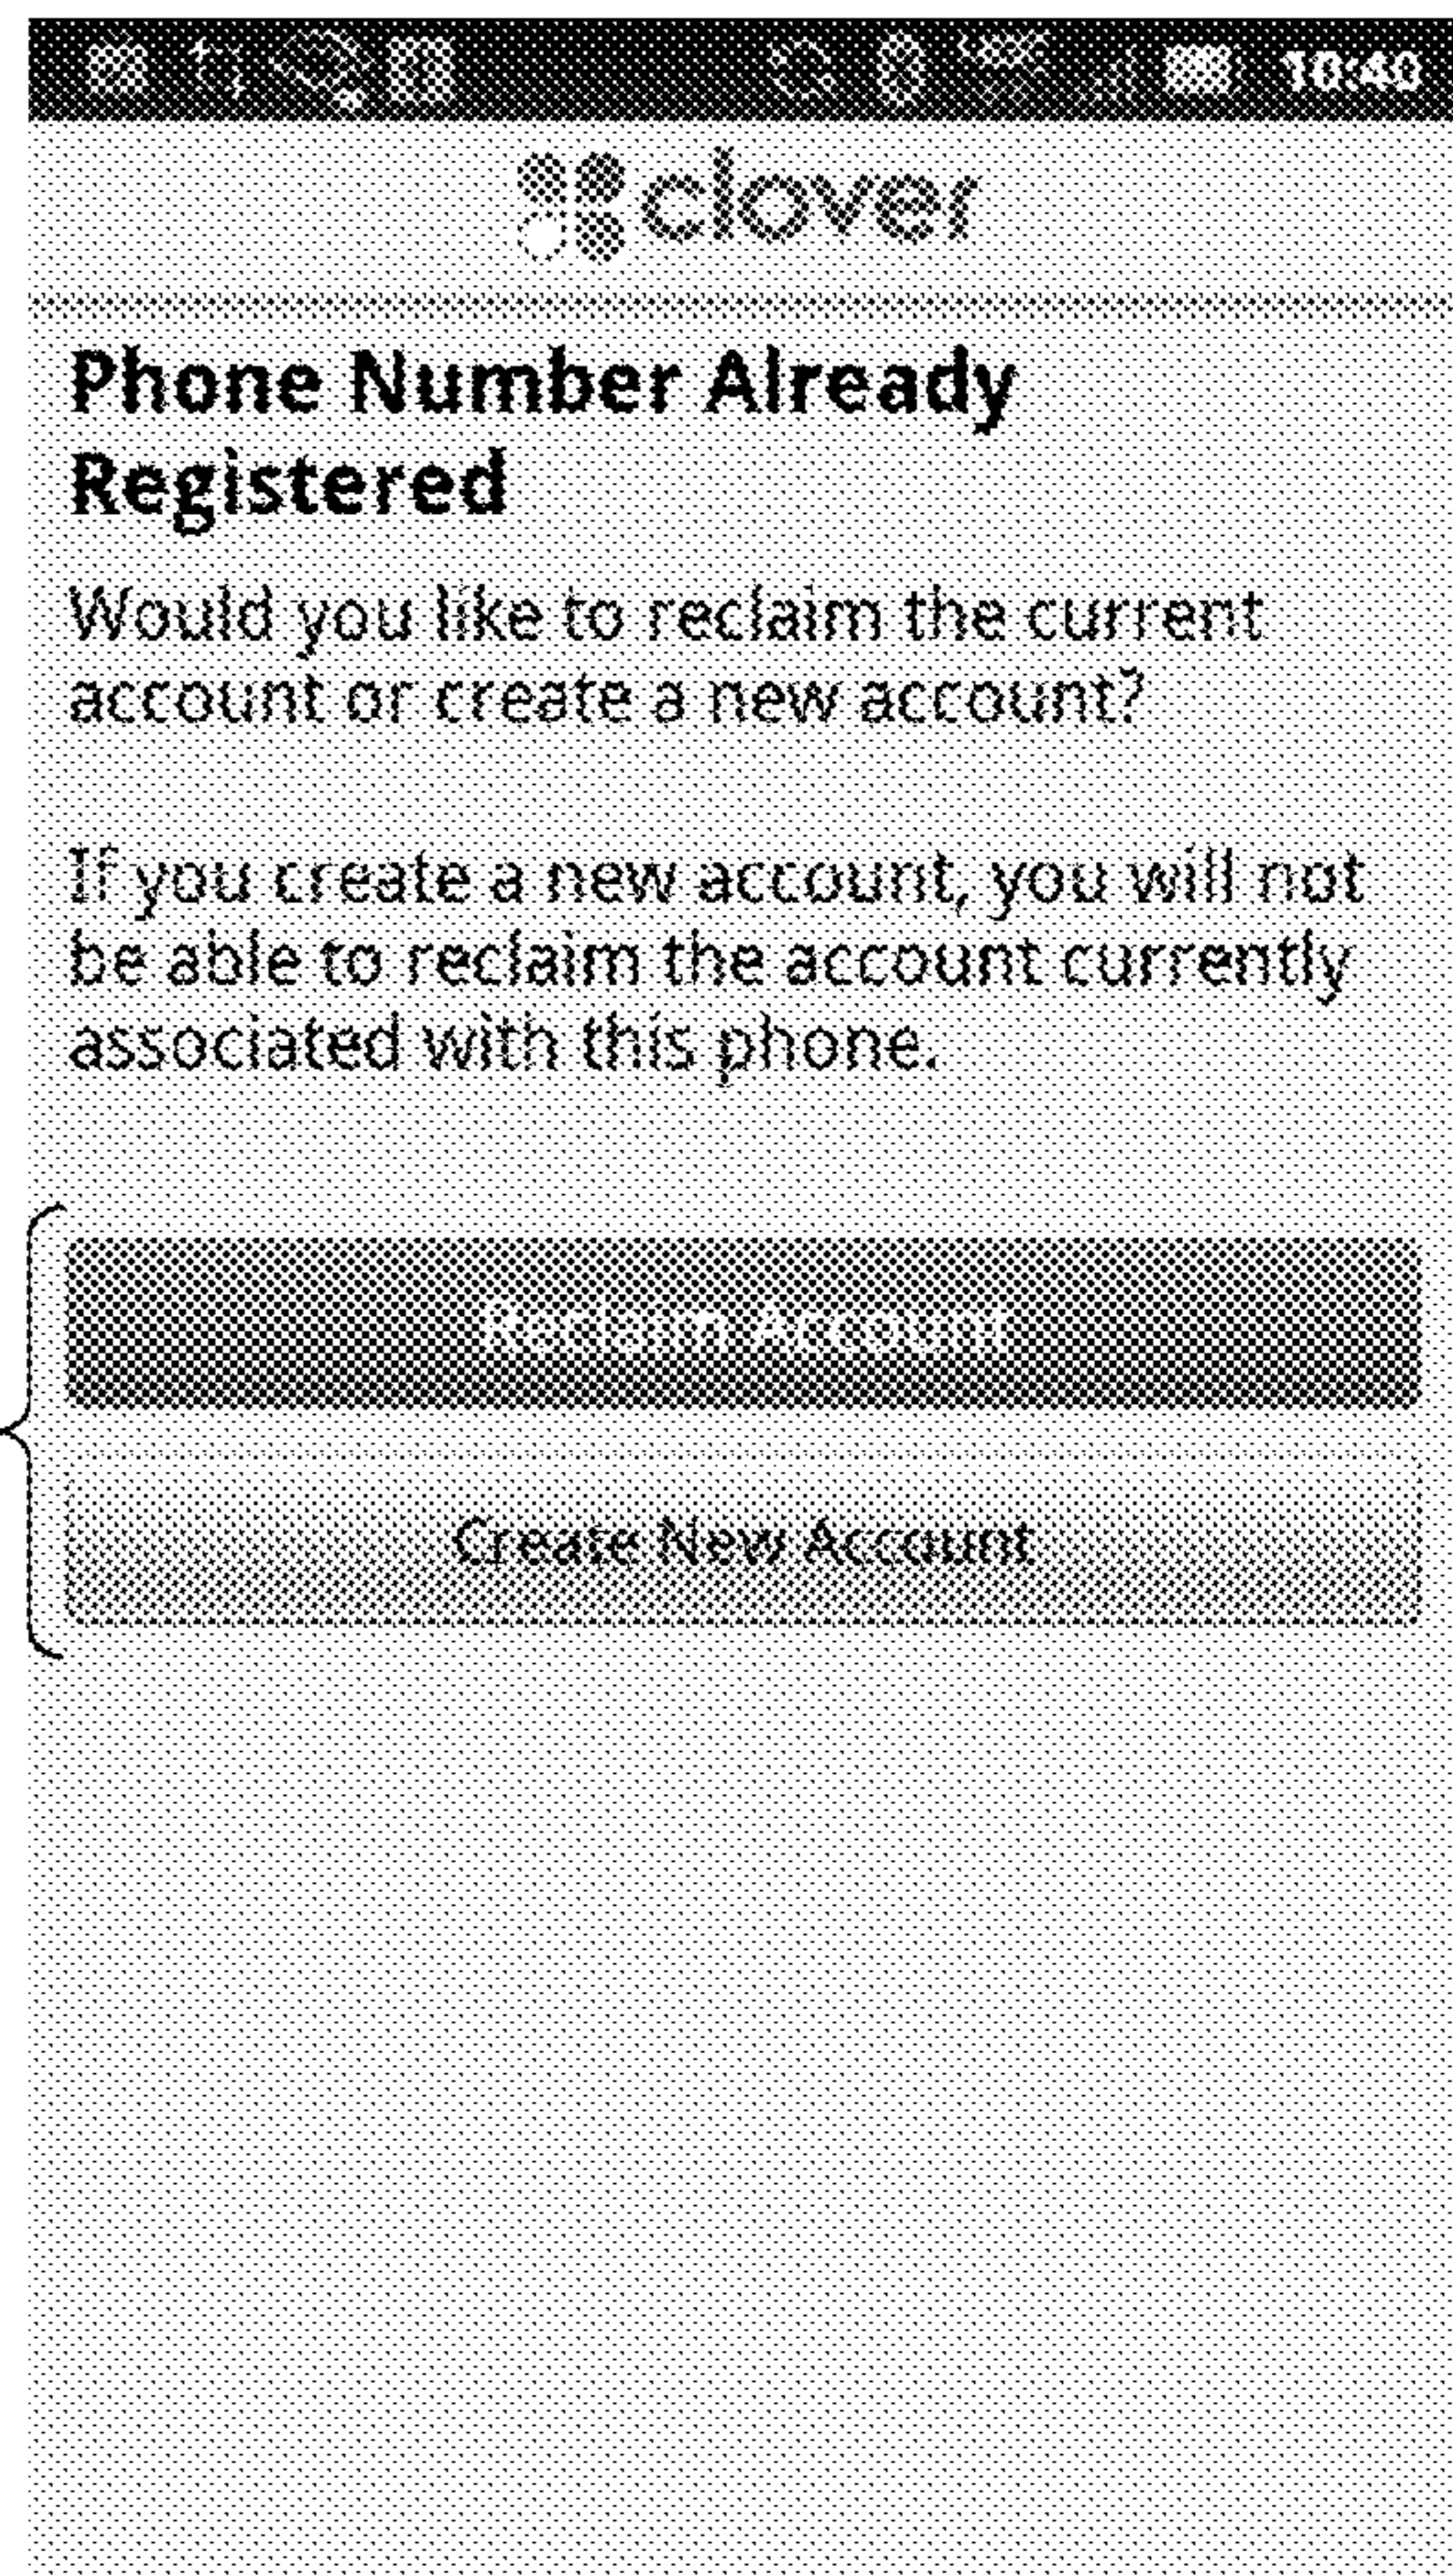 10:40
clover
Phone Number Already
Registered
Would you like to reclaim the current
account or create a new account?
If you create a new account, you will not
be able to reclaim the account currently
associated with this phone.
Reclaim Account
Create New Account